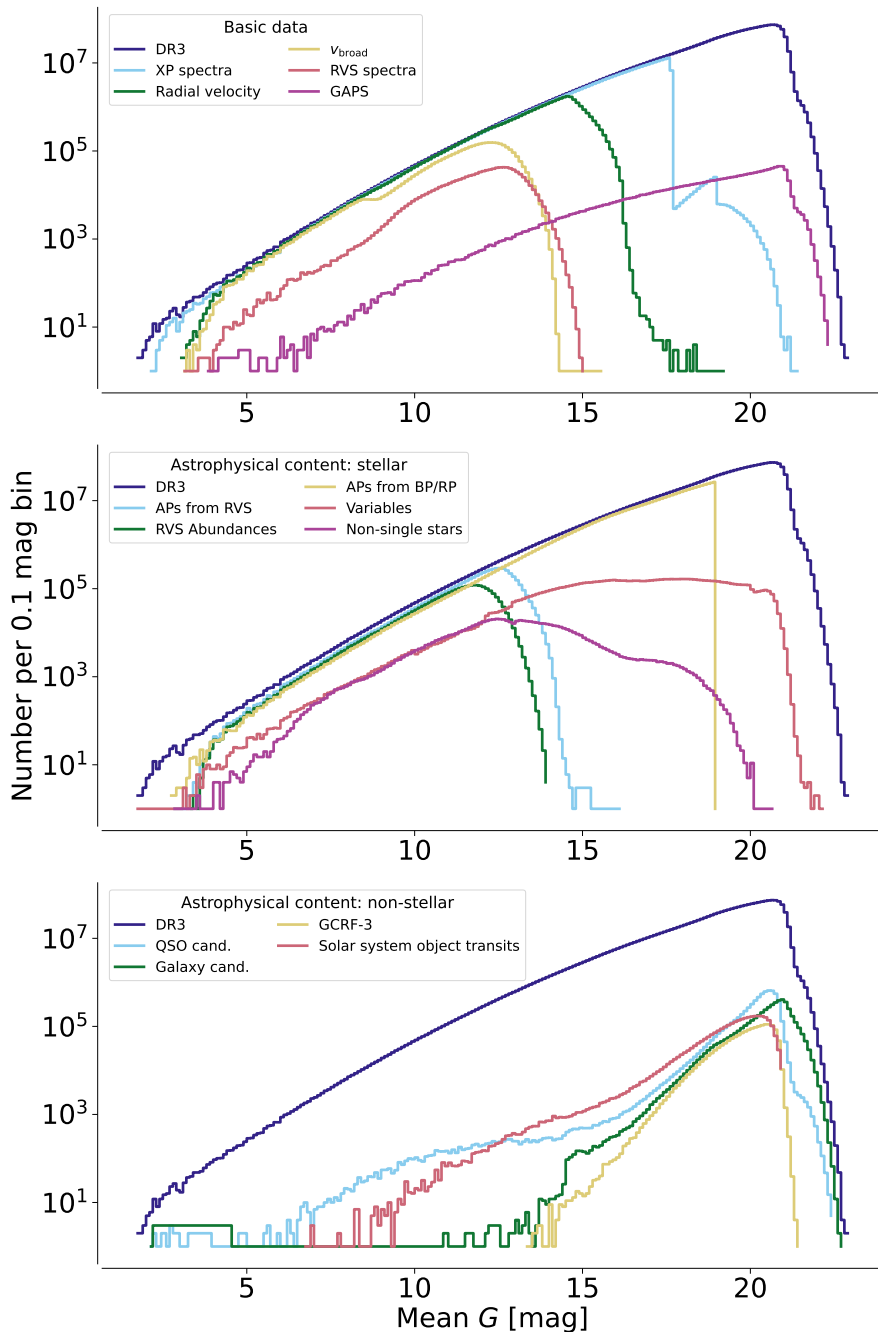 Basic data
DR3
XP spectra
Radial velocity
v_broad
RVS spectra
GAPS
10^7
10^5
10^3
10^1
5 10 15 20
Number per 0.1 mag bin
Astrophysical content: stellar
DR3
APs from RVS
RVS Abundances
APs from BP/RP
Variables
Non-single stars
10^7
10^5
10^3
10^1
5 10 15 20
Astrophysical content: non-stellar
DR3
QSO cand.
Galaxy cand.
GCRF-3
Solar system object transits
10^7
10^5
10^3
10^1
5 10 15 20
Mean G [mag]